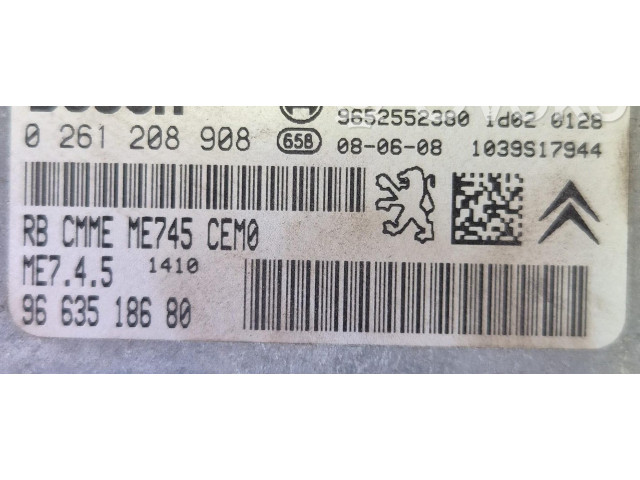 BOSCH
9652552380 1d02 0128
0 261 208 908 658 08-06-08 1039S17944
RB CMME ME745 CEM0
ME7.4.5 1410
96 635 186 80